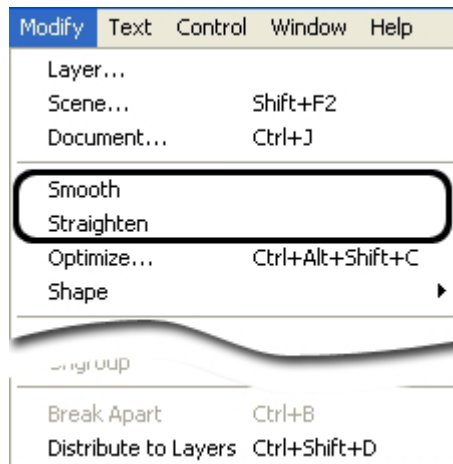 Modify Text Control Window Help
Layer...
Scene... Shift+F2
Document... Ctrl+J
Smooth
Straighten
Optimize... Ctrl+Alt+Shift+C
Shape
Ungroup
Break Apart Ctrl+B
Distribute to Layers Ctrl+Shift+D